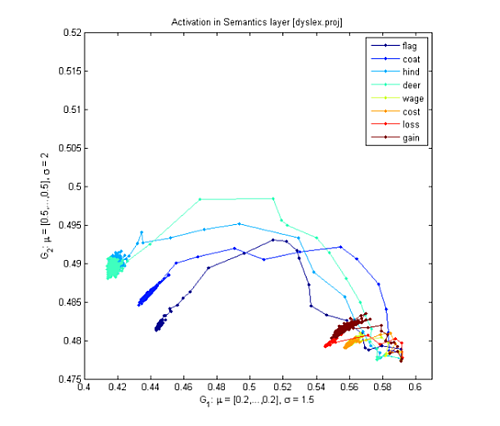 Activation in Semantics layer [dyslex.proj]
0.52
0.515
0.51
0.505
0.5
0.495
0.49
0.485
0.48
0.475
G2: μ = [0.5,...,0.5], σ = 2
flag
coat
hind
deer
wage
cost
loss
gain
0.4 0.42 0.44 0.46 0.48 0.5 0.52 0.54 0.56 0.58 0.6
G1: μ = [0.2,...,0.2], σ = 1.5